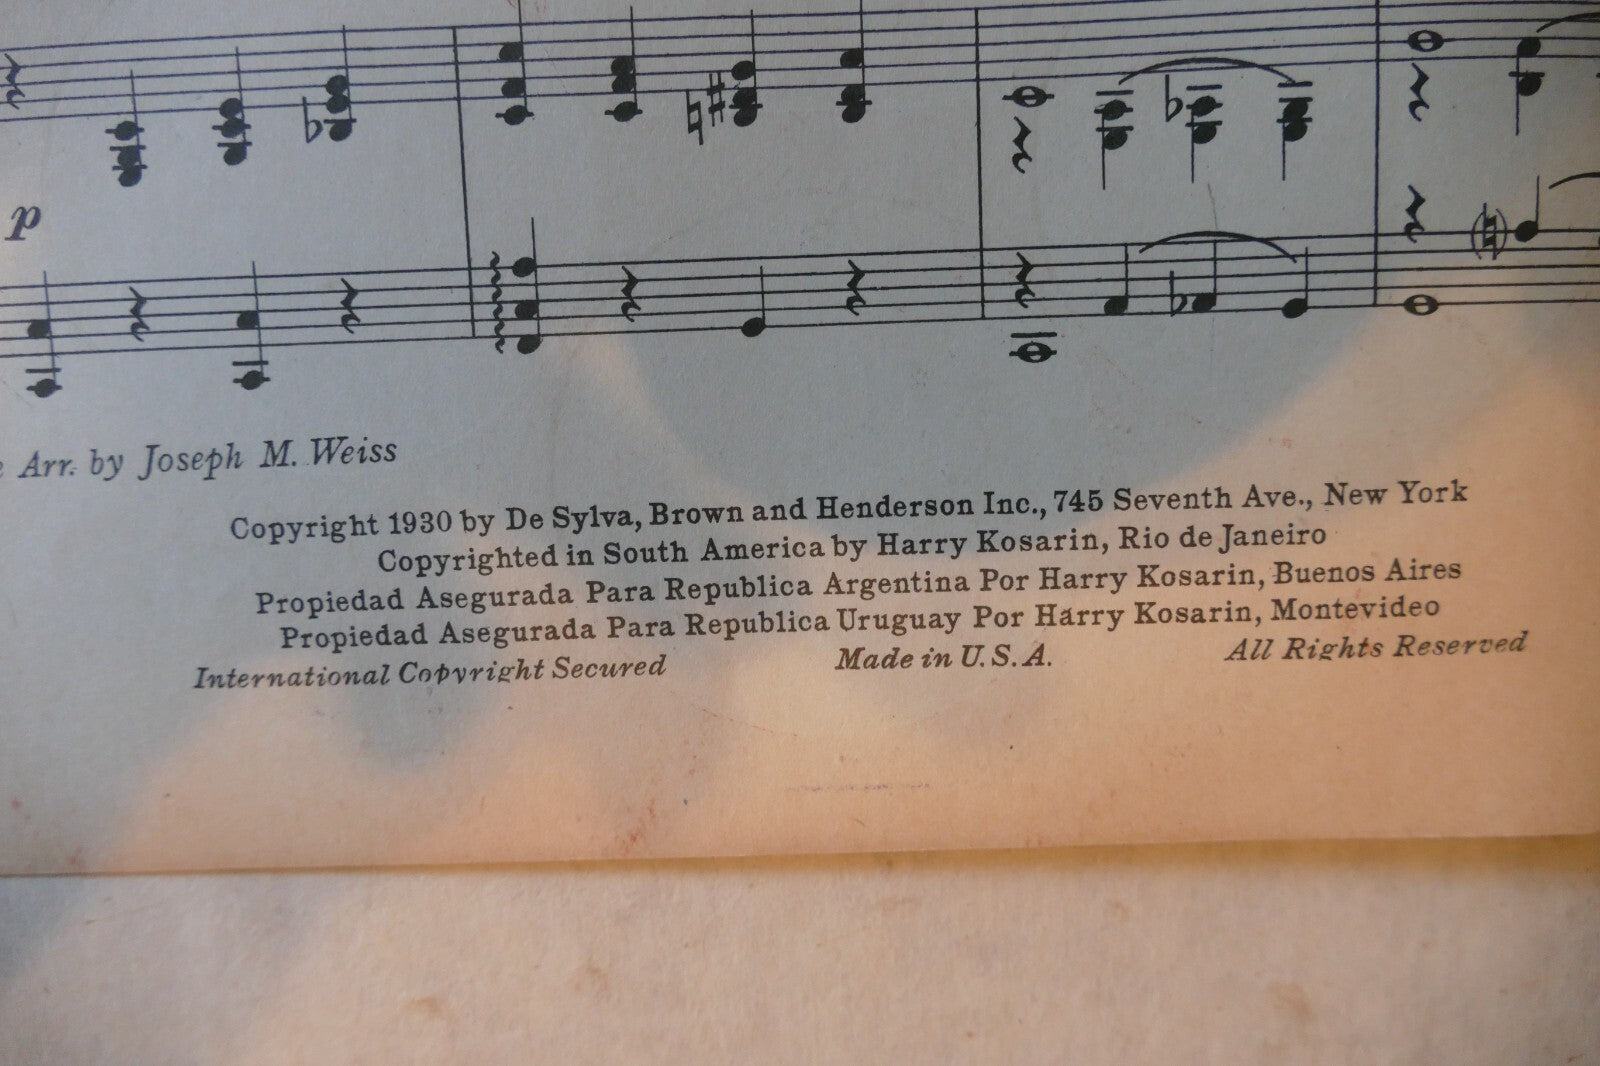 p
Arr. by Joseph M. Weiss
Copyright 1930 by De Sylva, Brown and Henderson Inc., 745 Seventh Ave., New York
Copyrighted in South America by Harry Kosarin, Rio de Janeiro
Propiedad Asegurada Para Republica Argentina Por Harry Kosarin, Buenos Aires
Propiedad Asegurada Para Republica Uruguay Por Harry Kosarin, Montevideo
International Copyright Secured Made in U.S.A. All Rights Reserved